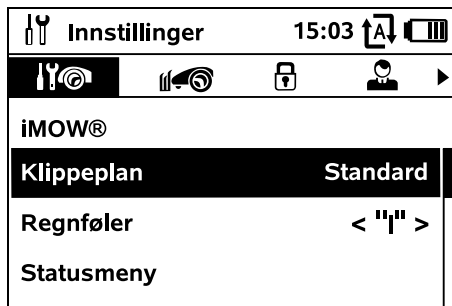 Innstillinger 15:03 A
iMOW®
Klippeplan Standard
Regnføler < "I" >
Statusmeny